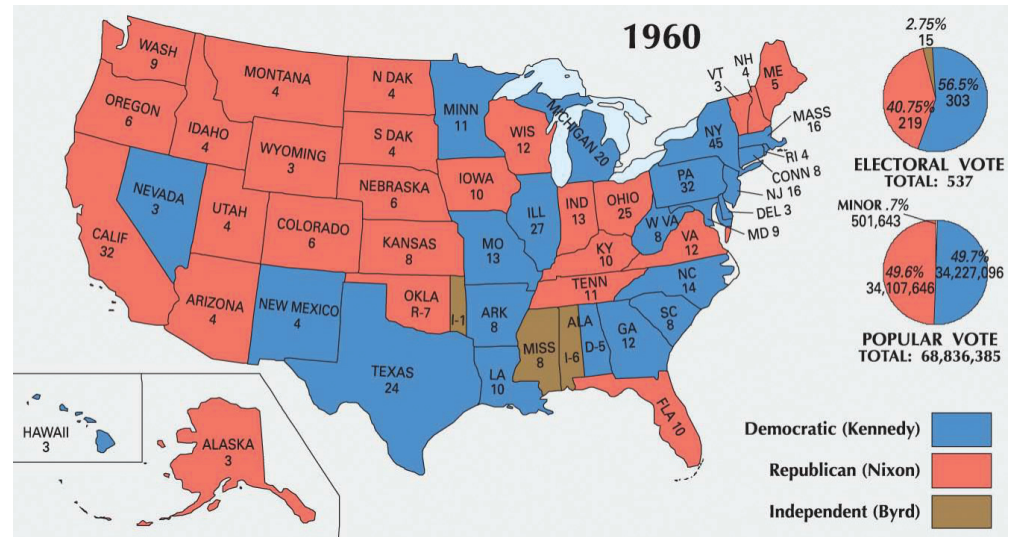 1960
WASH
9
OREGON
6
CALIF
32
NEVADA
3
IDAHO
4
MONTANA
4
WYOMING
3
UTAH
4
ARIZONA
4
COLORADO
6
NEW MEXICO
4
N DAK
4
S DAK
4
NEBRASKA
6
KANSAS
8
OKLA
R-7
I-1
TEXAS
24
MINN
11
IOWA
10
MO
13
ARK
8
LA
10
WIS
12
ILL
27
MICHIGAN 20
IND
13
OHIO
25
KY
10
TENN
11
MISS
8
ALA
I-6
D-5
GA
12
FLA 10
SC
8
NC
14
VA
12
W VA
8
PA
32
NY
45
VT
3
NH
4
ME
5
MASS
16
RI 4
CONN 8
NJ 16
DEL 3
MD 9
HAWAII
3
ALASKA
3
2.75%
15
56.5%
303
40.75%
219
ELECTORAL VOTE
TOTAL: 537
MINOR .7%
501,643
49.7%
34,227,096
49.6%
34,107,646
POPULAR VOTE
TOTAL: 68,836,385
Democratic (Kennedy)
Republican (Nixon)
Independent (Byrd)